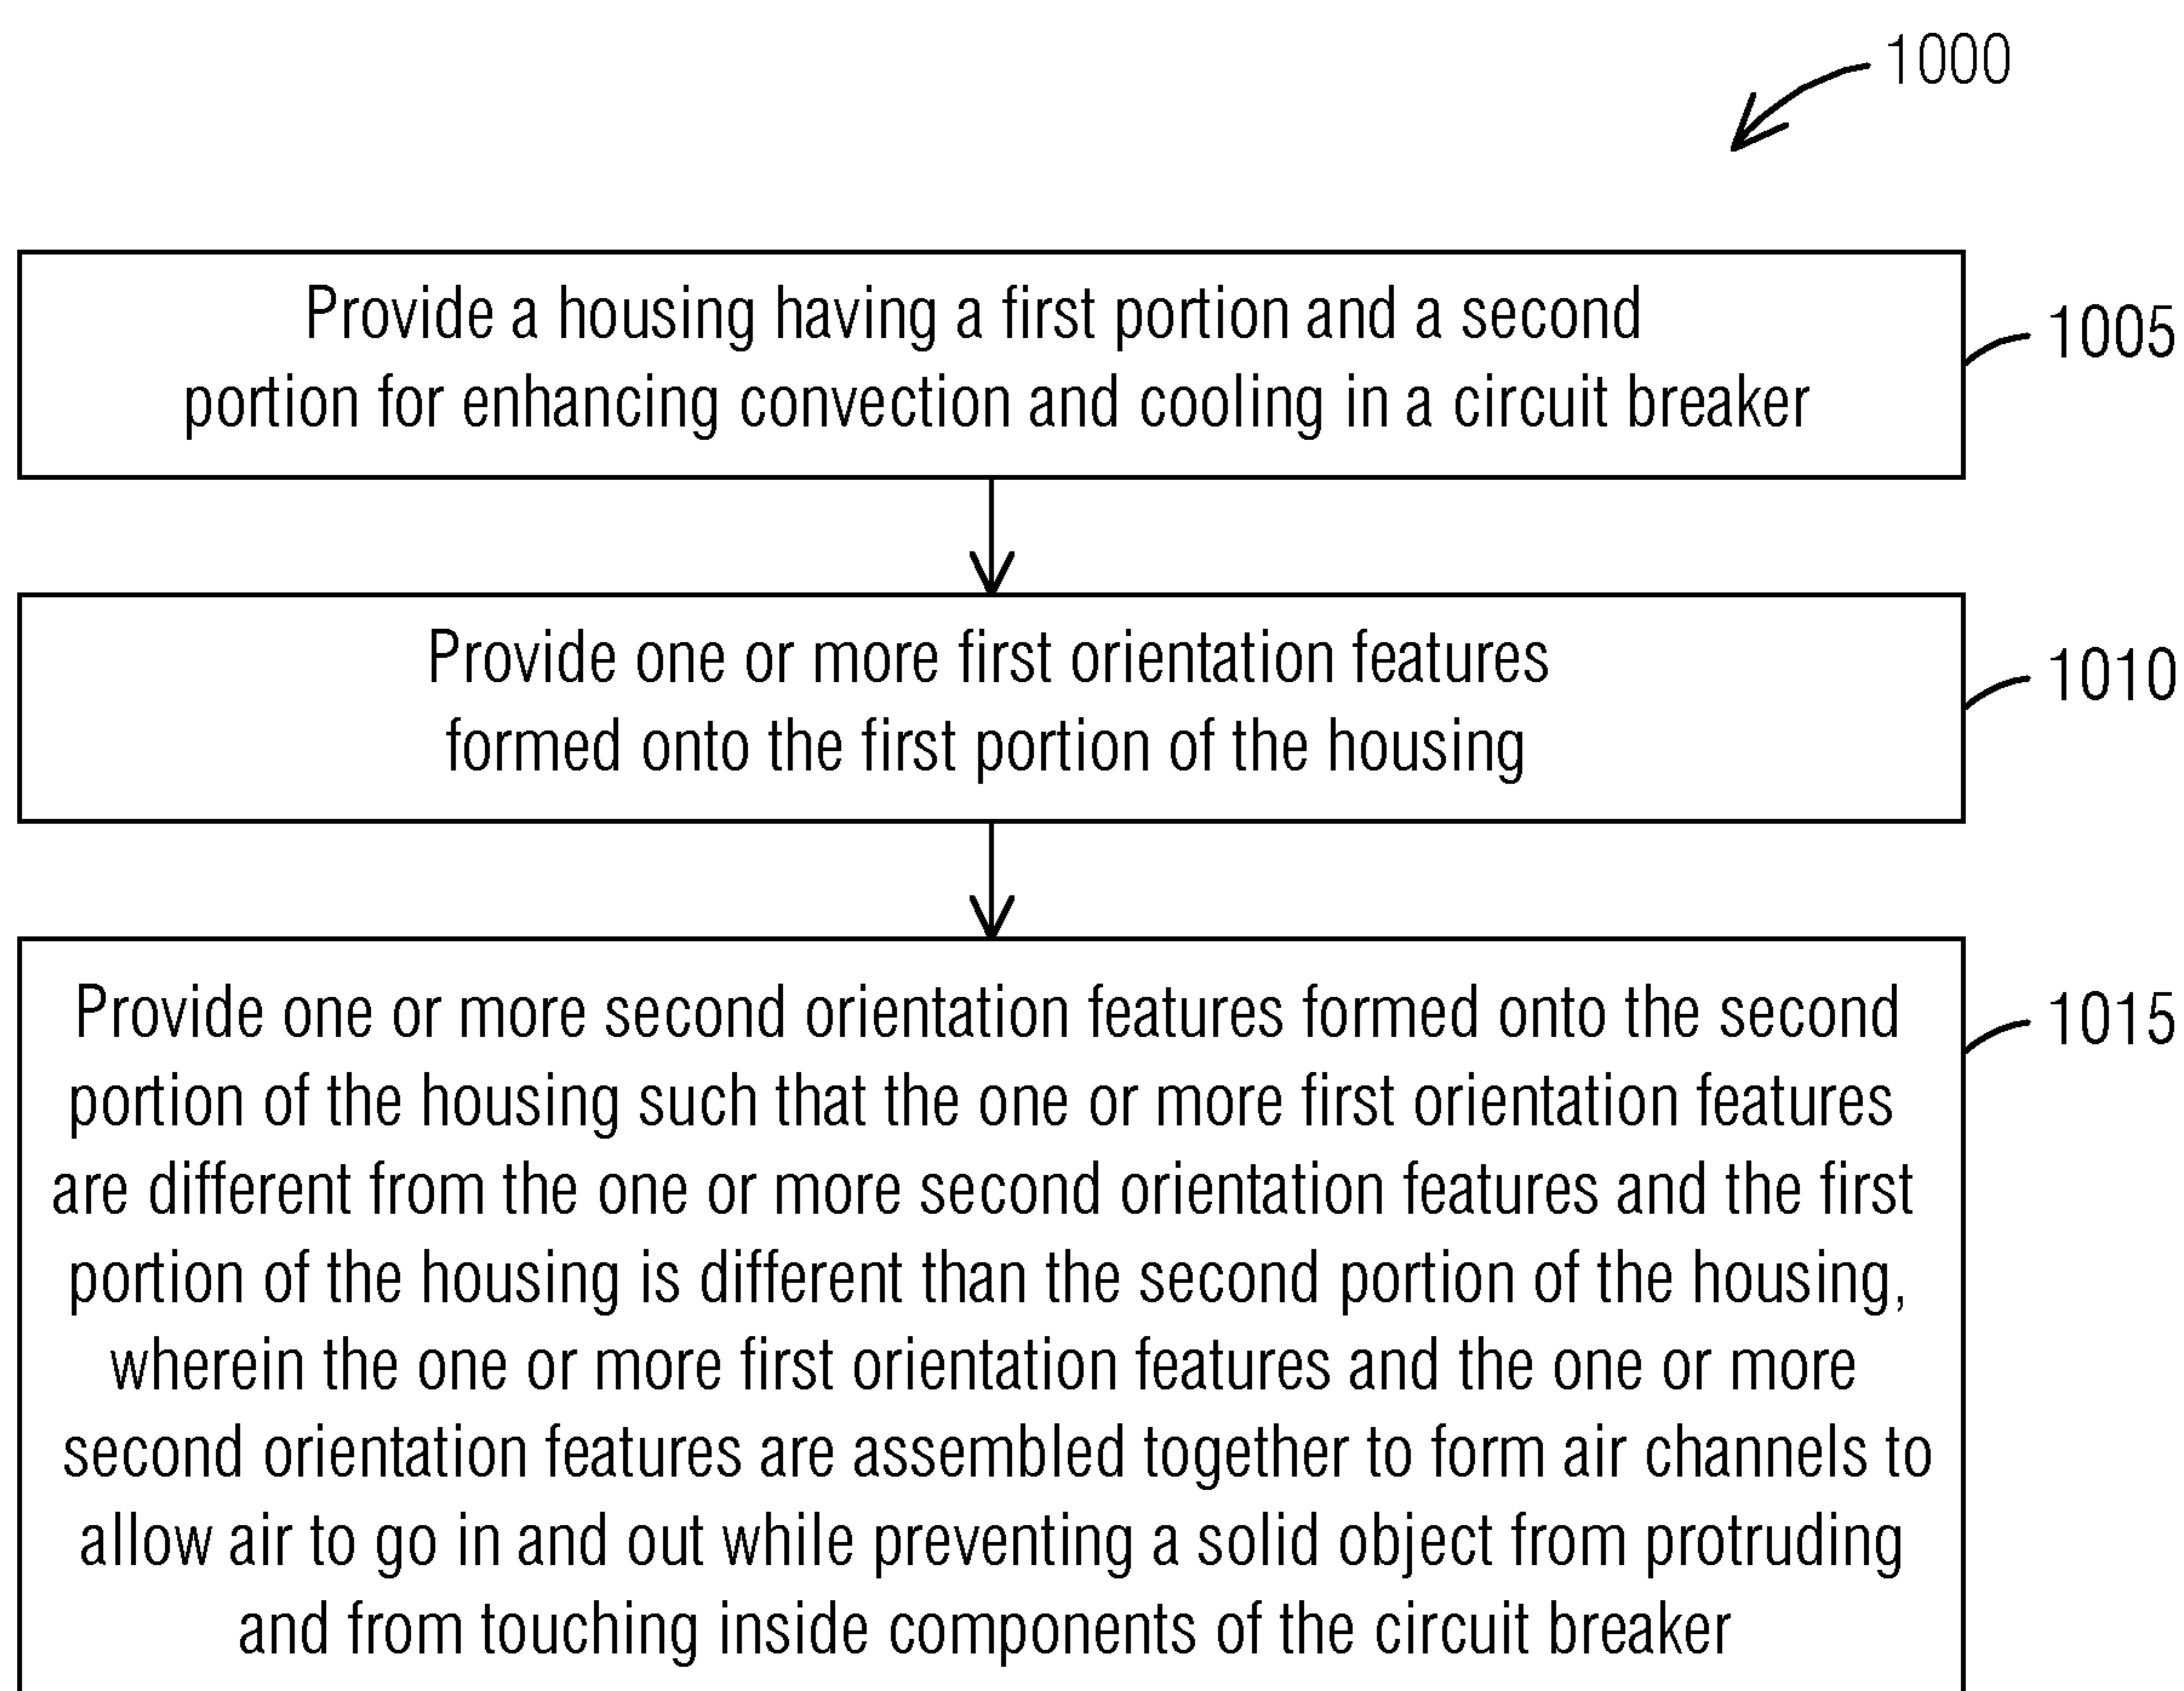 1000
Provide a housing having a first portion and a second
portion for enhancing convection and cooling in a circuit breaker
1005
Provide one or more first orientation features
formed onto the first portion of the housing
1010
Provide one or more second orientation features formed onto the second
portion of the housing such that the one or more first orientation features
are different from the one or more second orientation features and the first
portion of the housing is different than the second portion of the housing,
wherein the one or more first orientation features and the one or more
second orientation features are assembled together to form air channels to
allow air to go in and out while preventing a solid object from protruding
and from touching inside components of the circuit breaker
1015